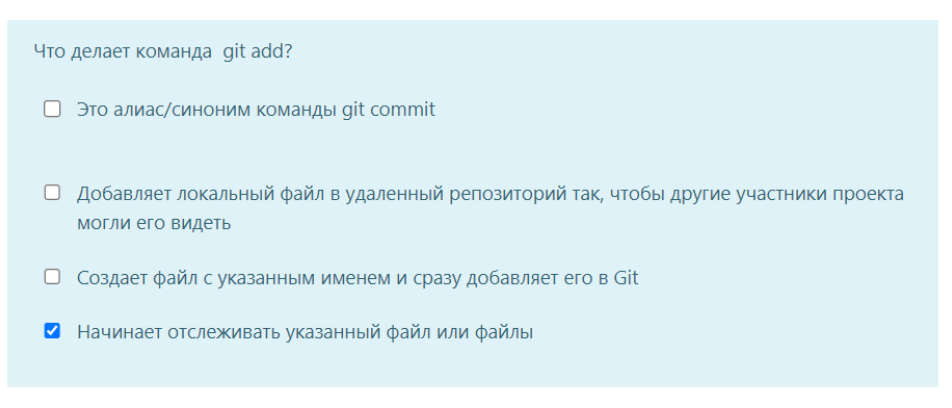 Что делает команда git add?
Это алиас/синоним команды git commit
Добавляет локальный файл в удаленный репозиторий так, чтобы другие участники проекта
могли его видеть
Создает файл с указанным именем и сразу добавляет его в Git
Начинает отслеживать указанный файл или файлы